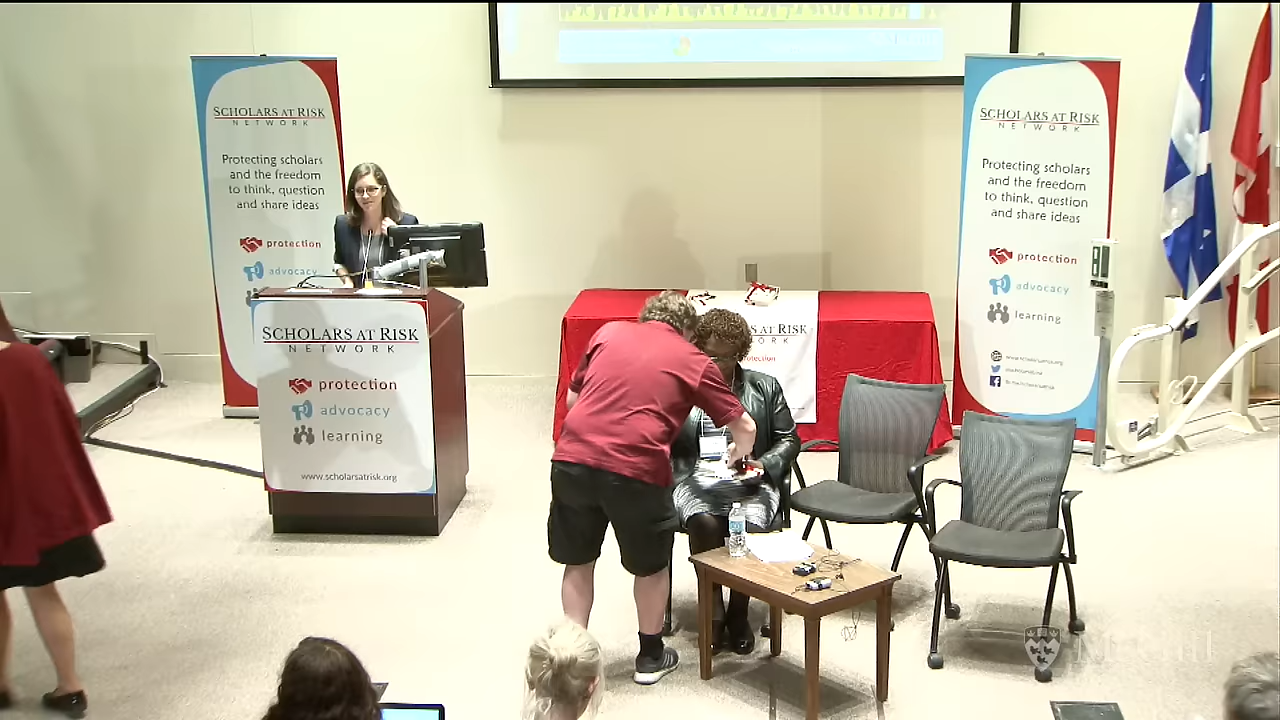 SCHOLARS AT RISK
NETWORK
Protecting scholars
and the freedom
to think, question
and share ideas
protection
advocacy
SCHOLARS AT RISK
NETWORK
protection
advocacy
learning
www.scholarsatrisk.org
S AT RISK
ORK
protection
SCHOLARS AT RISK
NETWORK
Protecting scholars
and the freedom
to think, question
and share ideas
protection
advocacy
learning
McGill